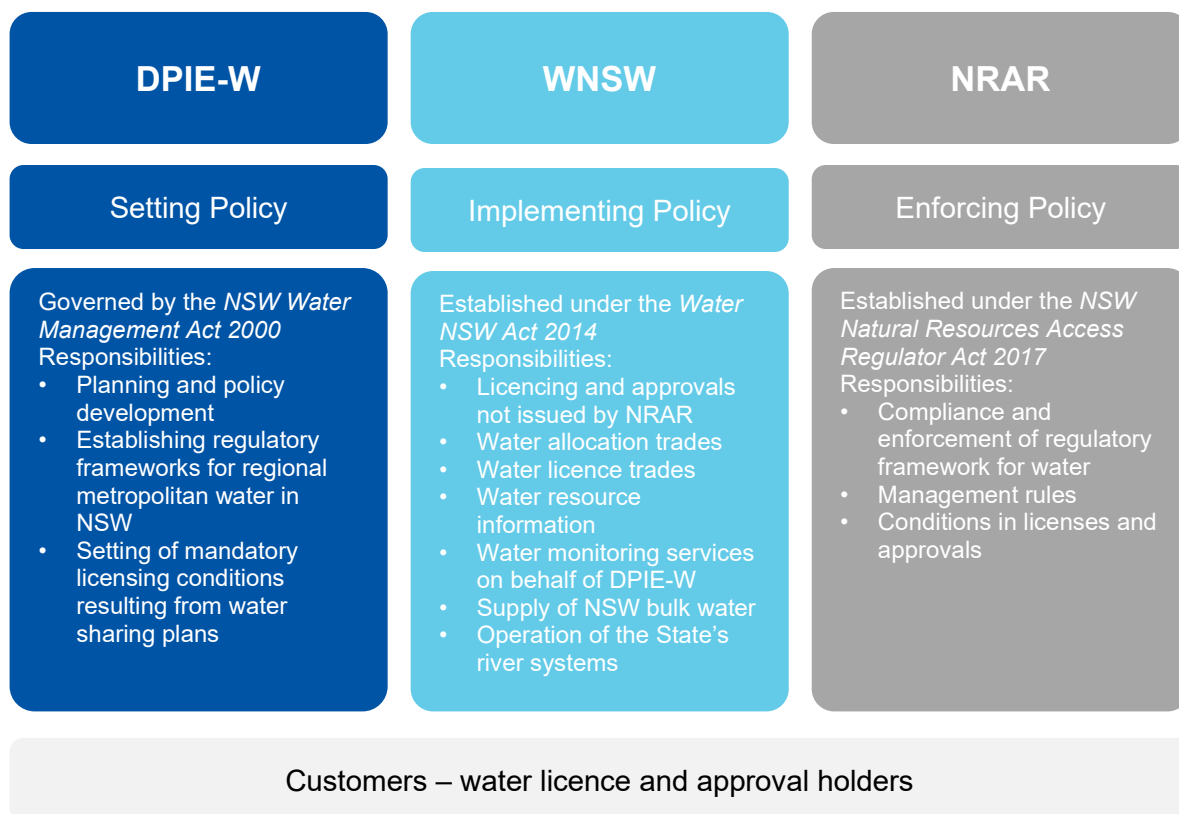 DPIE-W
WNSW
NRAR
Setting Policy
Implementing Policy
Enforcing Policy
Governed by the NSW Water
Management Act 2000
Responsibilities:
• Planning and policy
development
• Establishing regulatory
frameworks for regional
metropolitan water in
NSW
• Setting of mandatory
licensing conditions
resulting from water
sharing plans
Established under the Water
NSW Act 2014
Responsibilities:
• Licencing and approvals
not issued by NRAR
• Water allocation trades
• Water licence trades
• Water resource
information
• Water monitoring services
on behalf of DPIE-W
• Supply of NSW bulk water
• Operation of the State’s
river systems
Established under the NSW
Natural Resources Access
Regulator Act 2017
Responsibilities:
• Compliance and
enforcement of regulatory
framework for water
• Management rules
• Conditions in licenses and
approvals
Customers – water licence and approval holders